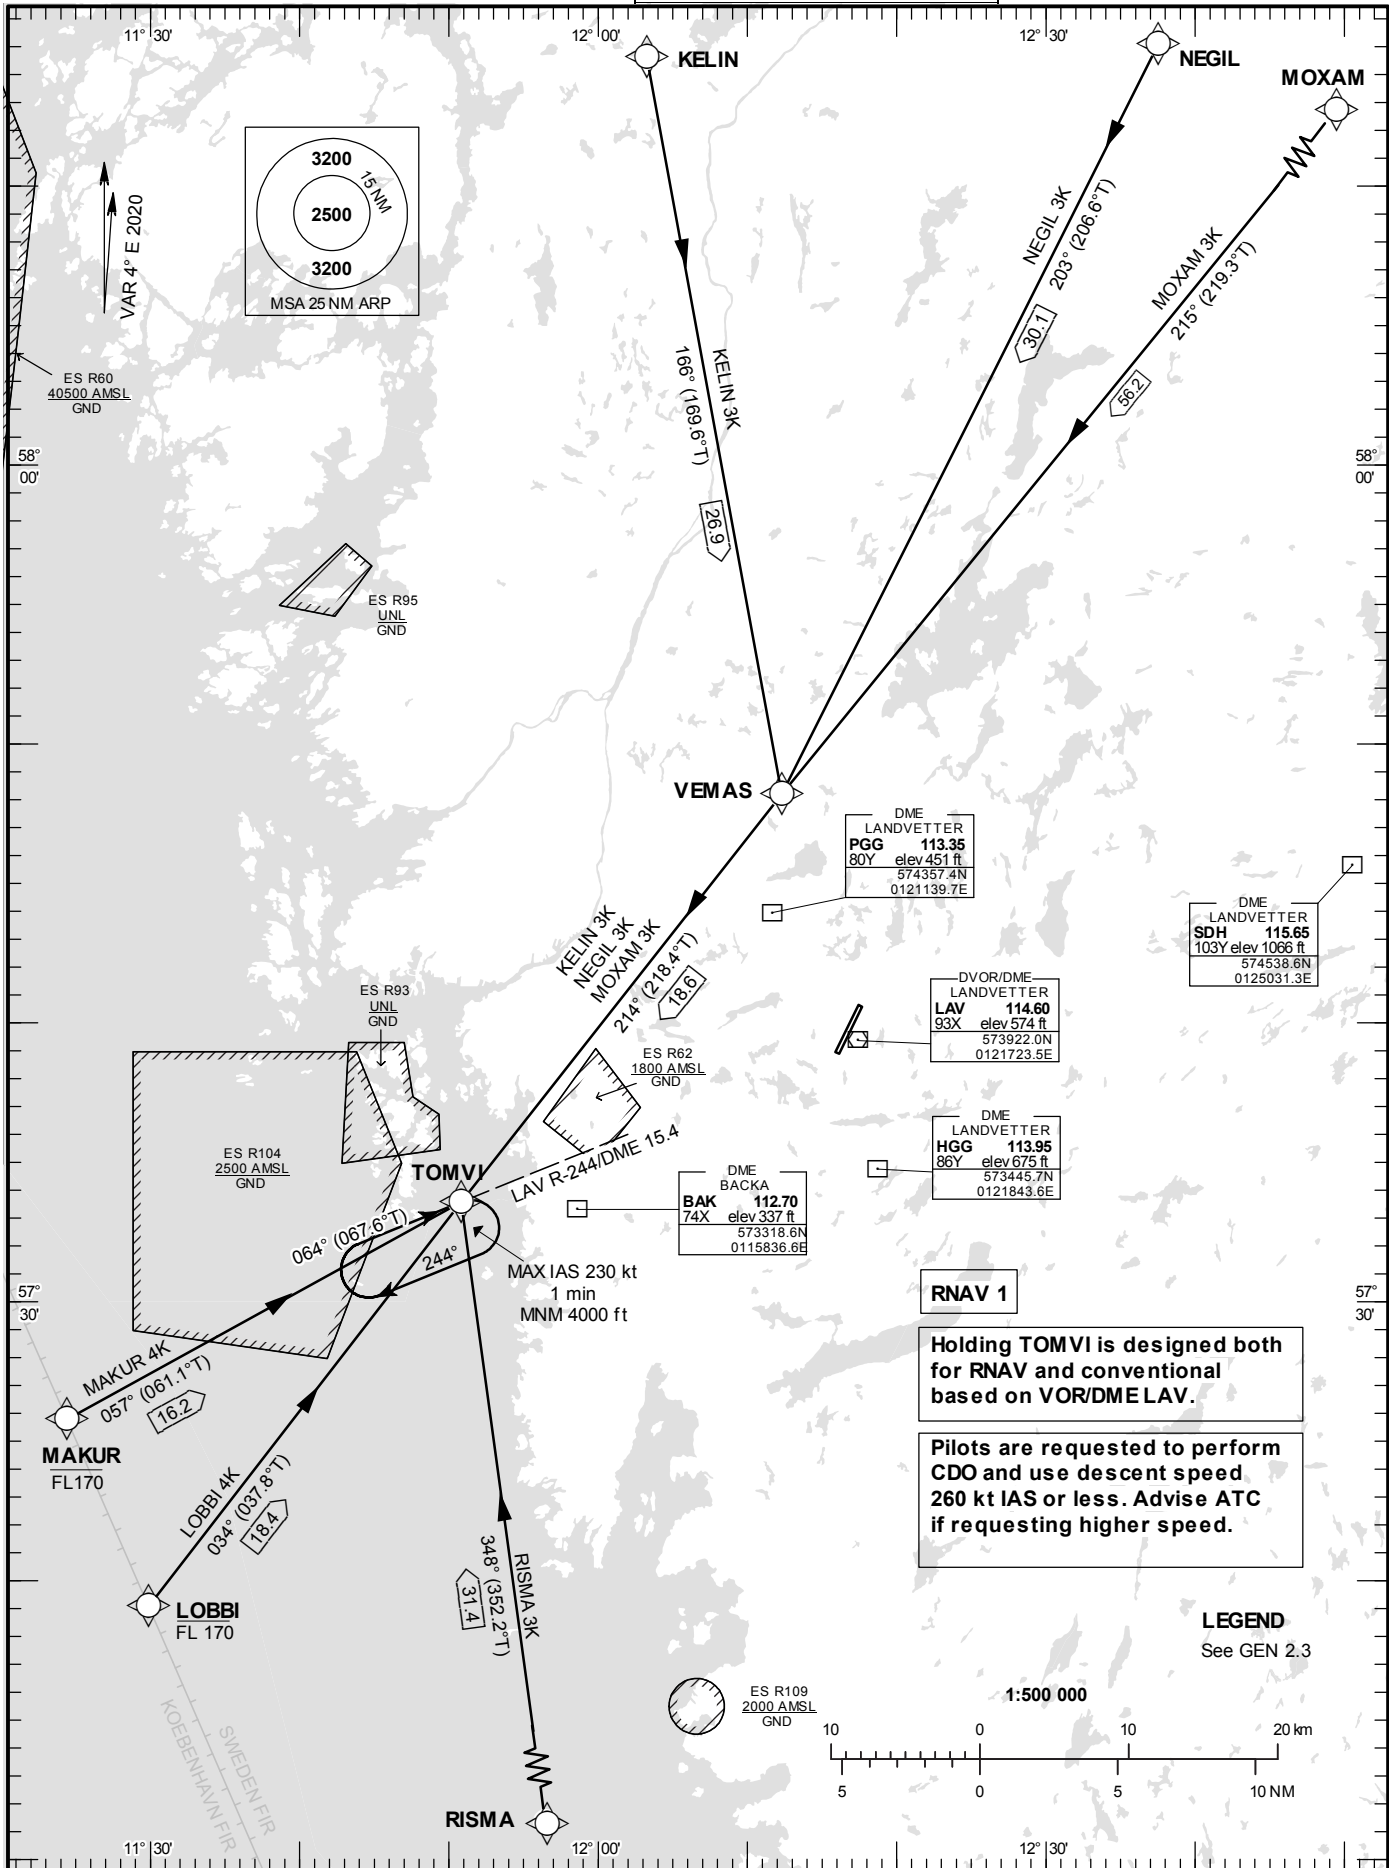 11° 30'
12° 00'
12° 30'
KELIN
NEGIL
MOXAM
3200
15 NM
2500
3200
MSA 25 NM ARP
VAR 4° E 2020
NEGIL 3K
203° (206.6°T)
30.1
MOXAM 3K
215° (219.3°T)
56.2
KELIN 3K
166° (169.6°T)
26.9
ES R60
40500 AMSL
GND
58°
00'
58°
00'
ES R95
UNL
GND
VEMAS
DME
LANDVETTER
PGG 113.35
80Y elev 451 ft
574357.4N
0121139.7E
DME
LANDVETTER
SDH 115.65
103Y elev 1066 ft
574538.6N
0125031.3E
KELIN 3K
NEGIL 3K
MOXAM 3K
214° (218.4°T)
18.6
DVOR/DME
LANDVETTER
LAV 114.60
93X elev 574 ft
573922.0N
0121723.5E
ES R93
UNL
GND
ES R62
1800 AMSL
GND
DME
LANDVETTER
HGG 113.95
86Y elev 675 ft
573445.7N
0121843.6E
ES R104
2500 AMSL
GND
TOMVI
LAV R-244/DME 15.4
DME
BACKA
BAK 112.70
74X elev 337 ft
573318.6N
0115836.6E
064° (067.6°T)
244°
MAX IAS 230 kt
1 min
MNM 4000 ft
57°
30'
57°
30'
RNAV 1
Holding TOMVI is designed both
for RNAV and conventional
based on VOR/DME LAV.
Pilots are requested to perform
CDO and use descent speed
260 kt IAS or less. Advise ATC
if requesting higher speed.
MAKUR 4K
057° (061.1°T)
16.2
MAKUR
FL170
LOBBI 4K
034° (037.8°T)
18.4
LOBBI
FL 170
RISMA 3K
348° (352.2°T)
31.4
RISMA
SWEDEN FIR
KOEBENHAVN FIR
ES R109
2000 AMSL
GND
LEGEND
See GEN 2.3
1:500 000
10 0 10 20 km
5 0 5 10 NM
11° 30'
12° 00'
12° 30'